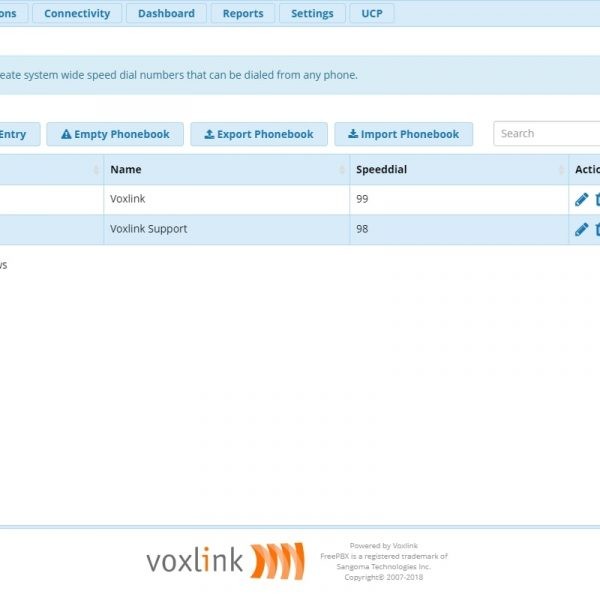 ons Connectivity Dashboard Reports Settings UCP
eate system wide speed dial numbers that can be dialed from any phone.
Entry Empty Phonebook Export Phonebook Import Phonebook Search
Name Speeddial Actio
Voxlink 99
Voxlink Support 98
ws
voxlink
Powered by Voxlink
FreePBX is a registered trademark of
Sangoma Technologies Inc.
Copyright© 2007-2018